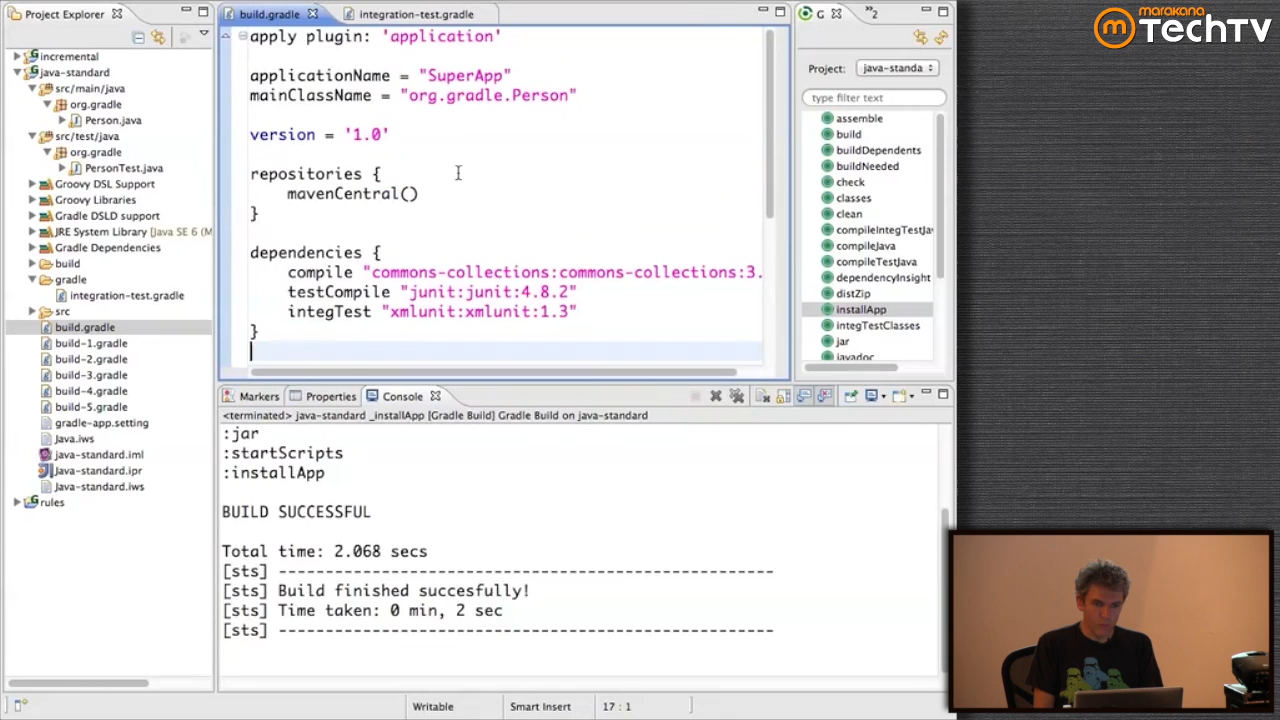 Project Explorer
incremental
java-standard
src/main/java
org.gradle
Person.java
src/test/java
org.gradle
PersonTest.java
Groovy DSL Support
Groovy Libraries
Gradle DSLD support
JRE System Library [Java SE 6 (M
Gradle Dependencies
build
gradle
integration-test.gradle
src
build.gradle
build-1.gradle
build-2.gradle
build-3.gradle
build-4.gradle
build-5.gradle
gradle-app.setting
Java.iws
Java-standard.iml
Java-standard.ipr
Java-standard.iws
rules
build.gradle
integration-test.gradle
apply plugin: 'application'
applicationName = "SuperApp"
mainClassName = "org.gradle.Person"
version = '1.0'
repositories {
mavenCentral()
}
dependencies {
compile "commons-collections:commons-collections:3.
testCompile "junit:junit:4.8.2"
integTest "xmlunit:xmlunit:1.3"
}
G
2
Project: java-standa
type filter text
assemble
build
buildDependents
buildNeeded
check
classes
clean
compileIntegTestJav
compileJava
compileTestJava
dependencyInsight
distZip
installApp
integTestClasses
jar
javadoc
Markers
Properties
Console
<terminated> java-standard _installApp [Gradle Build] Gradle Build on java-standard
:jar
:startScripts
:installApp
BUILD SUCCESSFUL
Total time: 2.068 secs
[sts] -----------------------------------------------------
[sts] Build finished succesfully!
[sts] Time taken: 0 min, 2 sec
[sts] -----------------------------------------------------
Writable
Smart Insert
17 : 1
marakana
TechTV